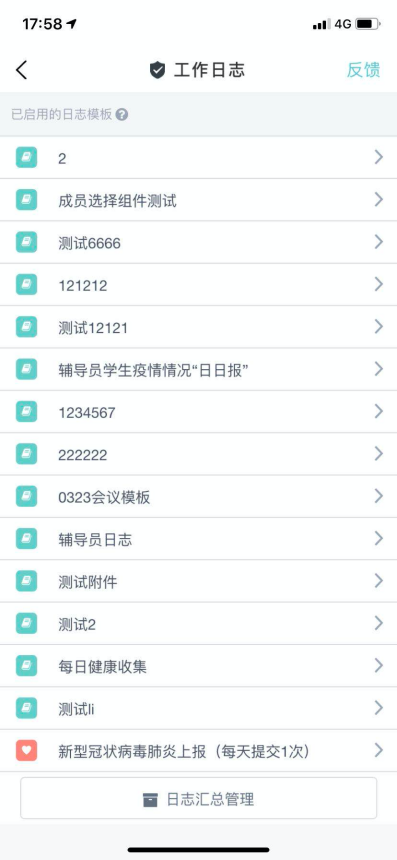 17:58
4G
工作日志
反馈
已启用的日志模板
2
成员选择组件测试
测试6666
121212
测试12121
辅导员学生疫情情况“日日报”
1234567
222222
0323会议模板
辅导员日志
测试附件
测试2
每日健康收集
测试li
新型冠状病毒肺炎上报（每天提交1次）
日志汇总管理